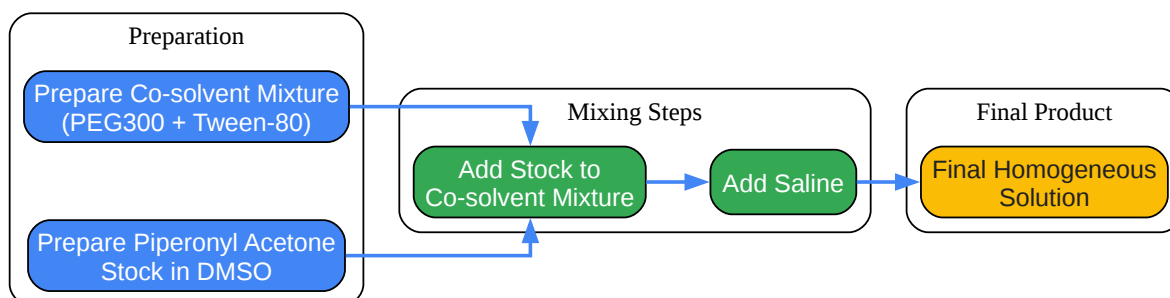 Preparation
Prepare Co-solvent Mixture
(PEG300 + Tween-80)
Prepare Piperonyl Acetone
Stock in DMSO
Mixing Steps
Add Stock to
Co-solvent Mixture
Add Saline
Final Product
Final Homogeneous
Solution